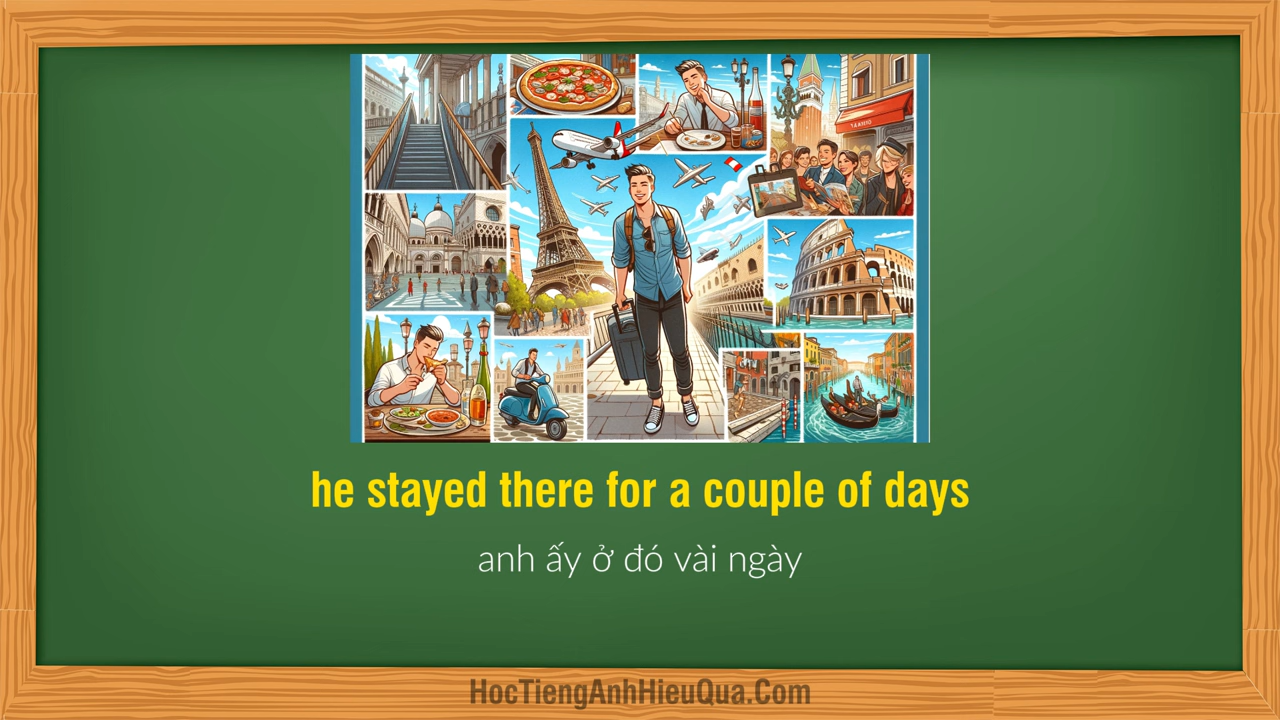 he stayed there for a couple of days
anh ấy ở đó vài ngày
HocTiengAnhHieuQua.Com